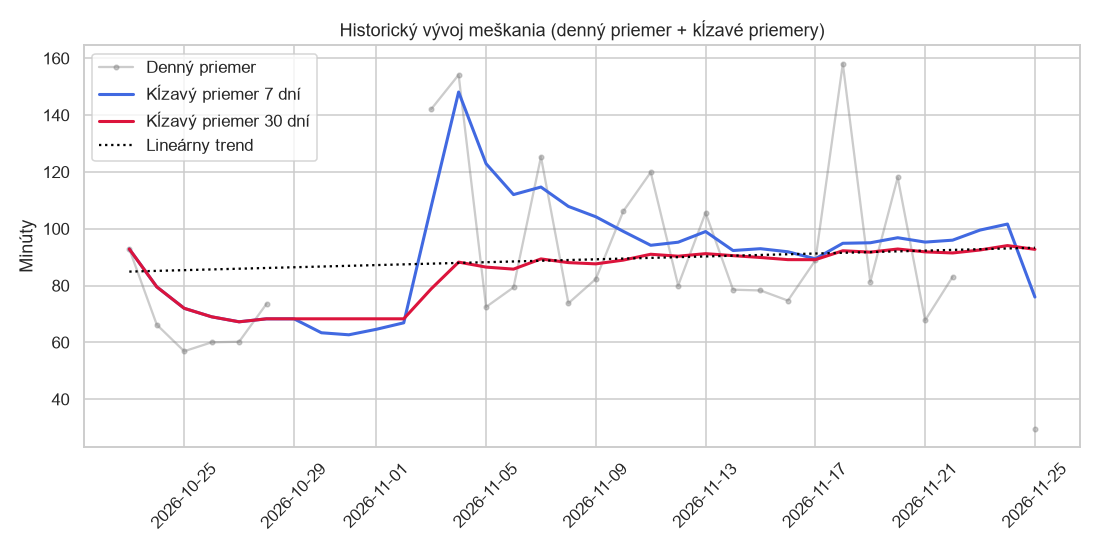 Historický vývoj meškania (denný priemer + kĺzavé priemery)
Denný priemer
Kĺzavý priemer 7 dní
Kĺzavý priemer 30 dní
Lineárny trend
Minúty
160
140
120
100
80
60
40
2026-10-25
2026-10-29
2026-11-01
2026-11-05
2026-11-09
2026-11-13
2026-11-17
2026-11-21
2026-11-25